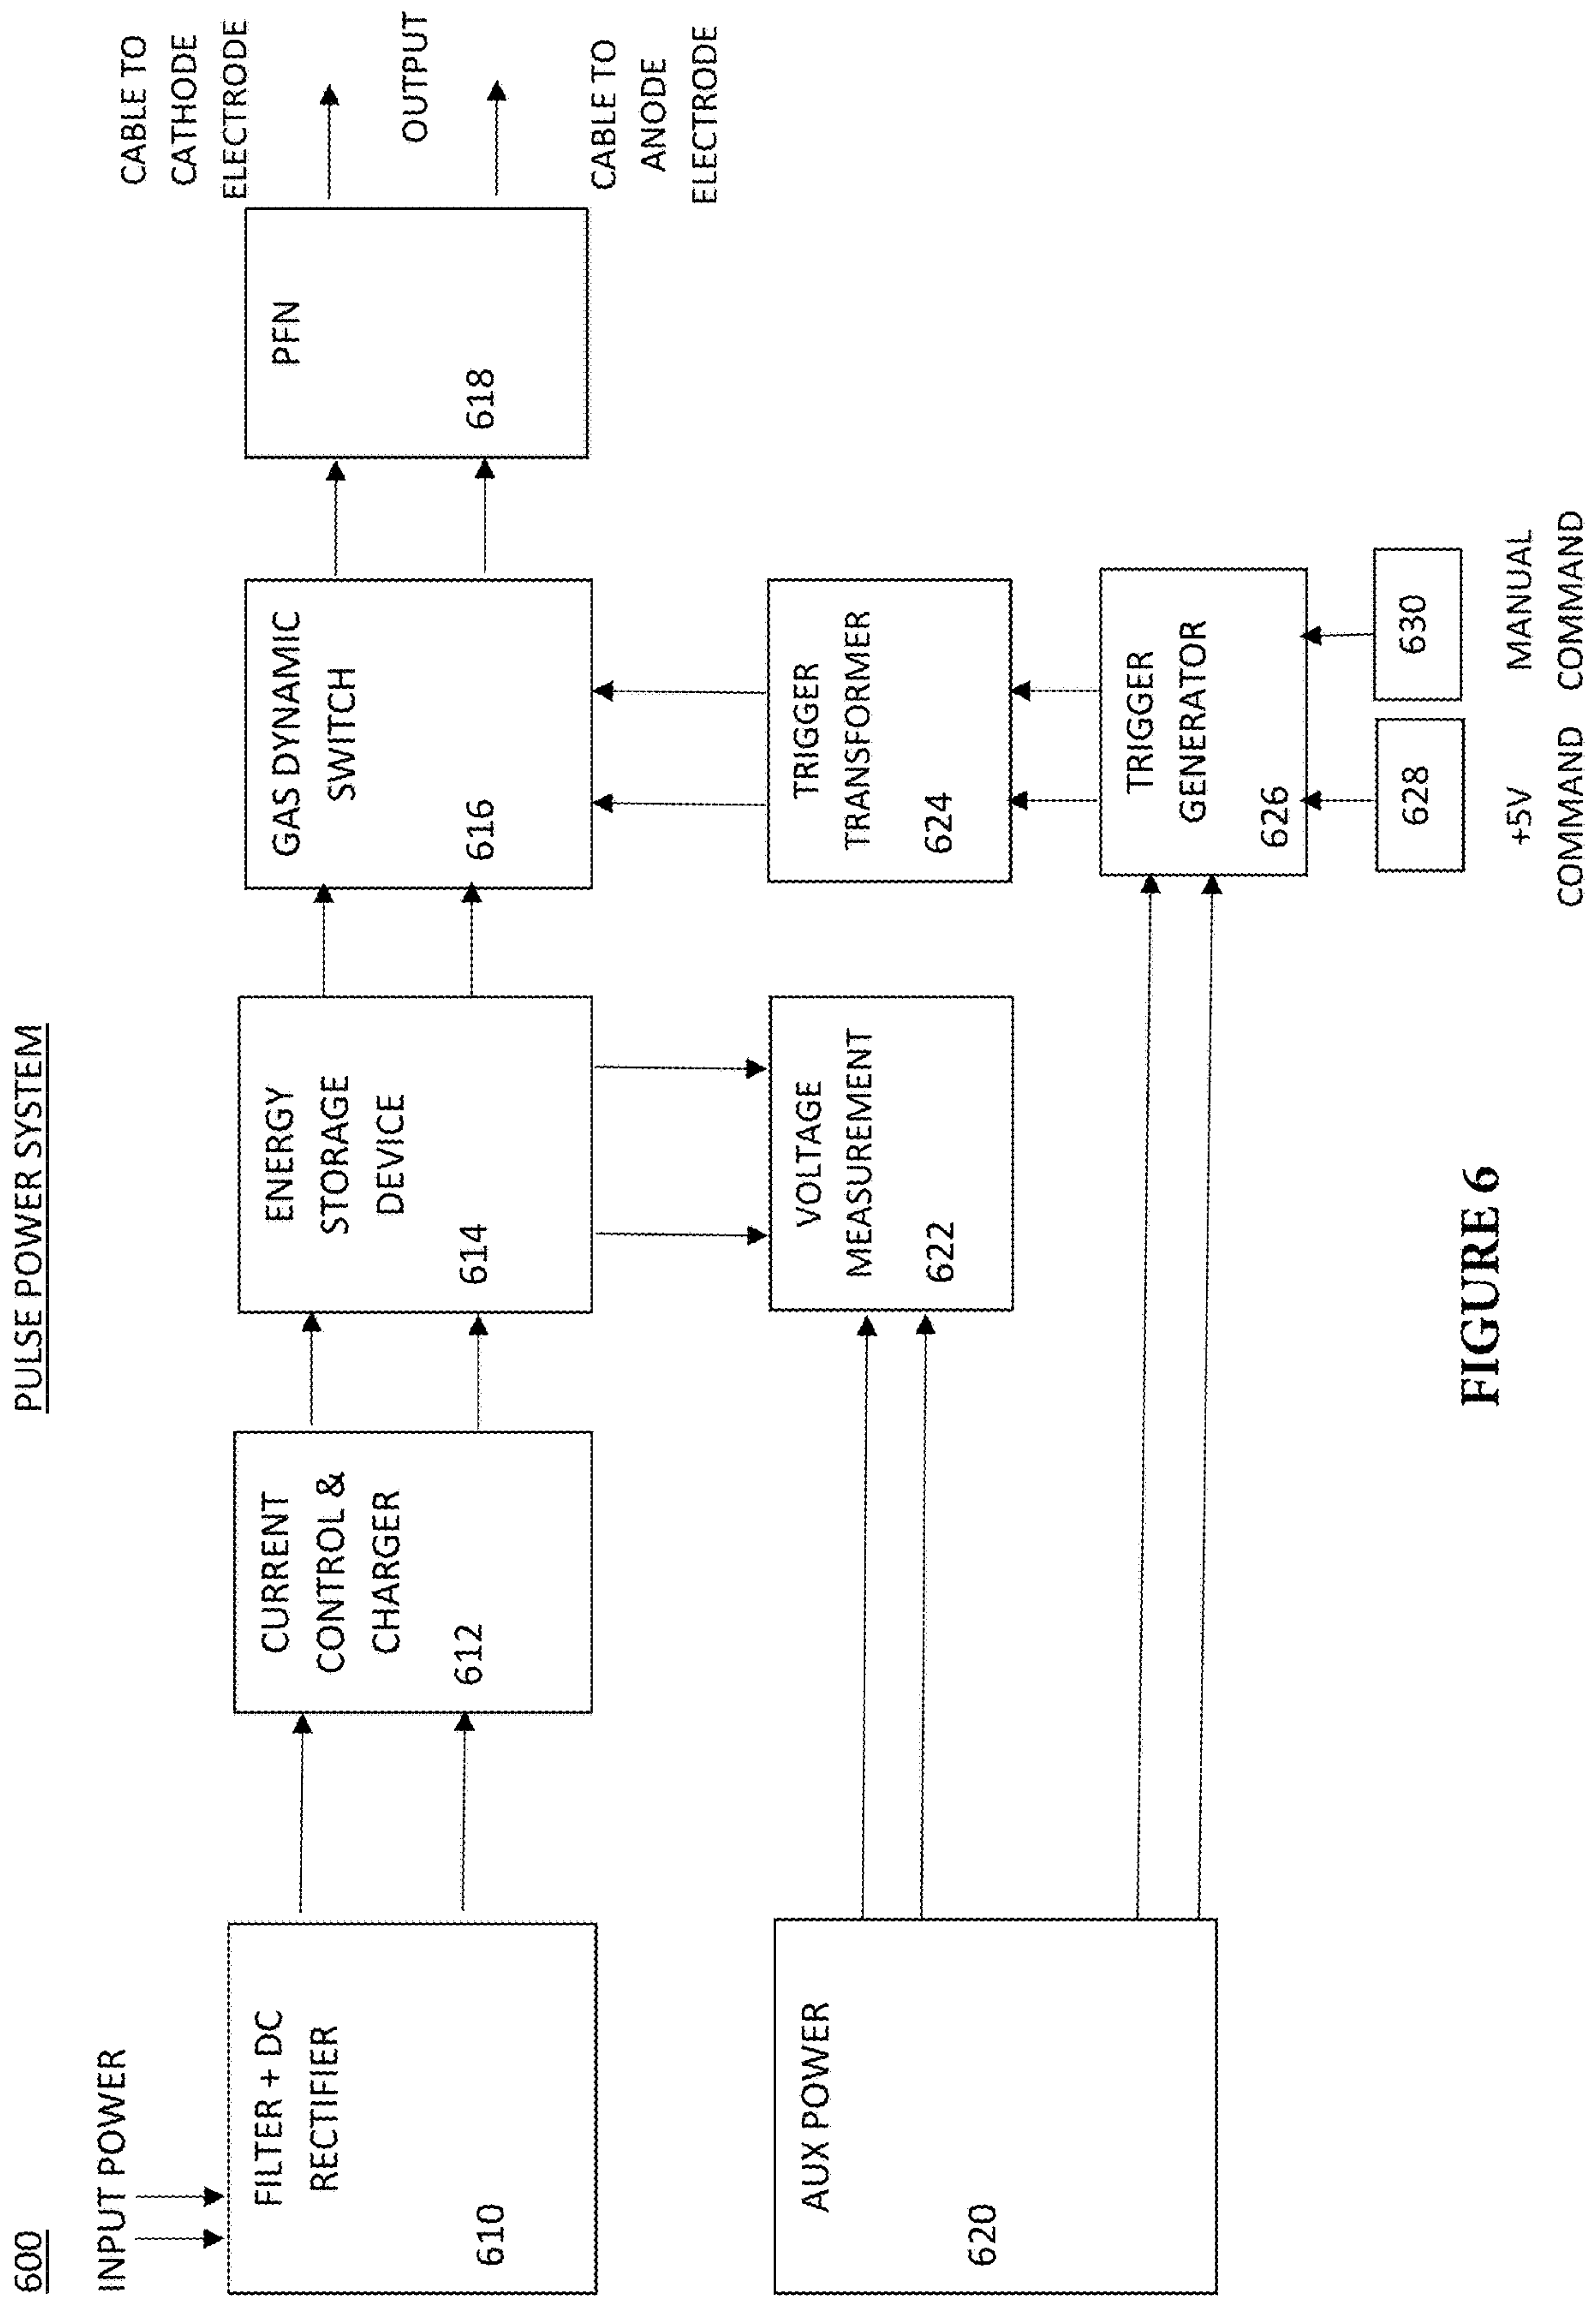 PULSE POWER SYSTEM
600
INPUT POWER
FILTER + DC
RECTIFIER
610
CURRENT
CONTROL &
CHARGER
612
ENERGY
STORAGE
DEVICE
614
GAS DYNAMIC
SWITCH
616
PFN
618
CABLE TO
CATHODE
ELECTRODE
OUTPUT
CABLE TO
ANODE
ELECTRODE
AUX POWER
620
VOLTAGE
MEASUREMENT
622
TRIGGER
TRANSFORMER
624
TRIGGER
GENERATOR
626
628
630
+5V
COMMAND
MANUAL
COMMAND
FIGURE 6